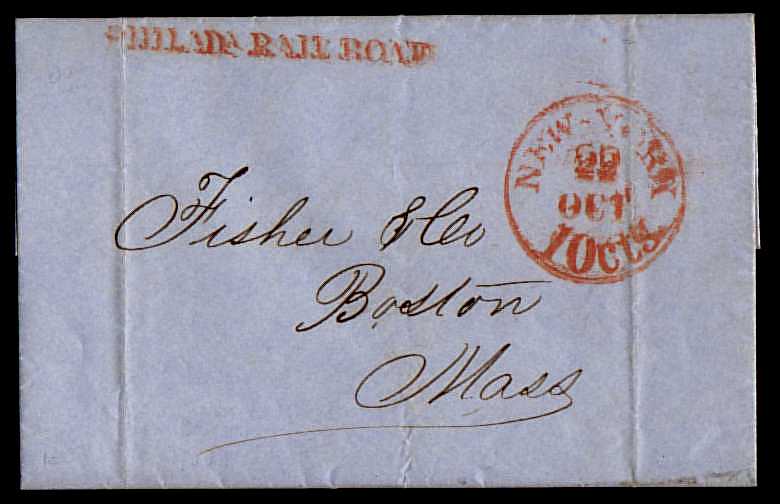 PHILADA RAIL ROAD
NEW-YORK
22
OCT
10cts
Fisher & Co
Boston
Mass